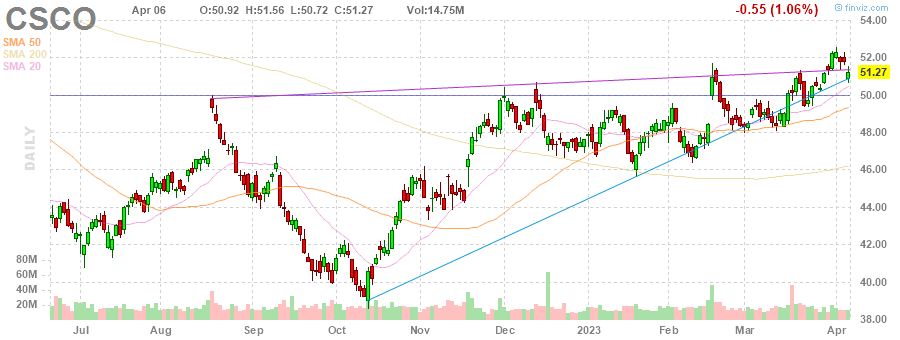 CSCO
Apr 06 O:50.92 H:51.56 L:50.72 C:51.27 Vol:14.75M -0.55 (1.06%) finviz.com
SMA 50
SMA 200
SMA 20
DAILY
54.00
52.00
51.27
50.00
48.00
46.00
44.00
42.00
40.00
38.00
80M
60M
40M
20M
Jul Aug Sep Oct Nov Dec 2023 Feb Mar Apr